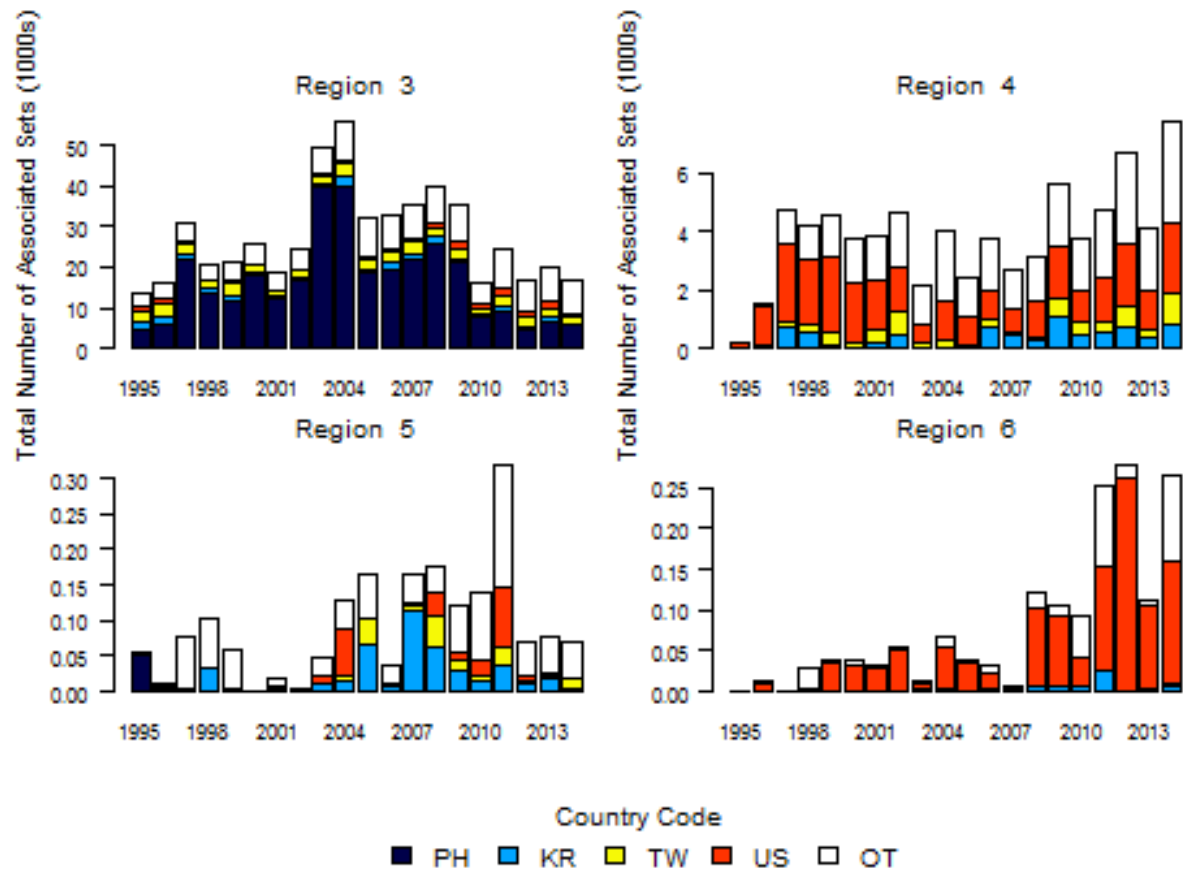 Total Number of Associated Sets (1000s)
Region 3
50
40
30
20
10
0
1995 1998 2001 2004 2007 2010 2013
Total Number of Associated Sets (1000s)
Region 4
6
4
2
0
1995 1998 2001 2004 2007 2010 2013
Region 5
0.30
0.25
0.20
0.15
0.10
0.05
0.00
1995 1998 2001 2004 2007 2010 2013
Region 6
0.25
0.20
0.15
0.10
0.05
0.00
1995 1998 2001 2004 2007 2010 2013
Country Code
PH KR TW US OT